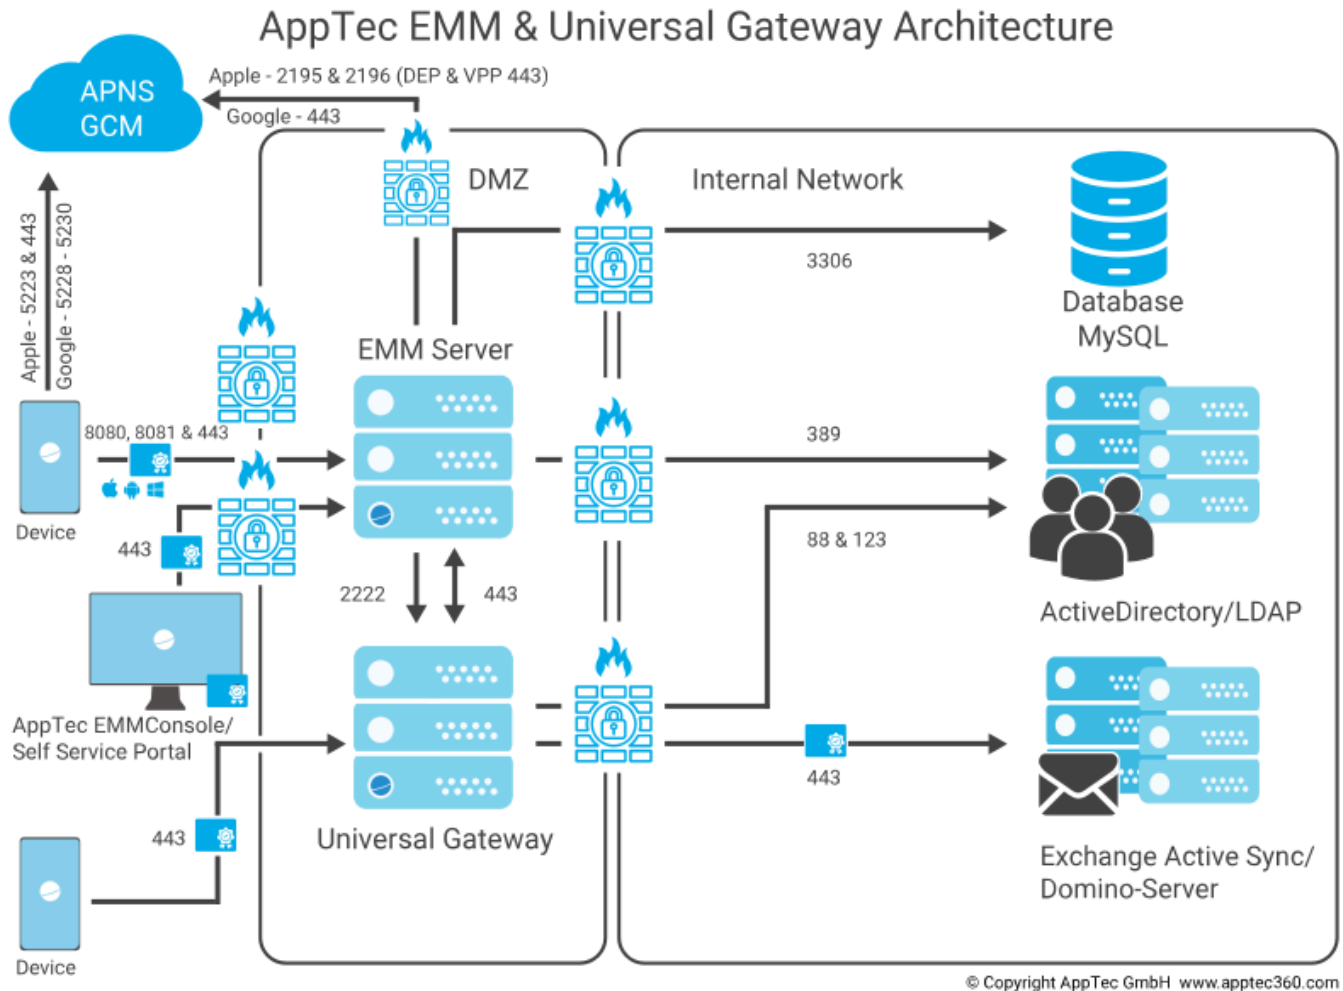 AppTec EMM & Universal Gateway Architecture
APNS
GCM
Apple - 2195 & 2196 (DEP & VPP 443)
Google - 443
DMZ
Internal Network
Apple - 5223 & 443
Google - 5228 - 5230
3306
Database
MySQL
EMM Server
8080, 8081 & 443
389
Device
443
88 & 123
2222
443
ActiveDirectory/LDAP
AppTec EMMConsole/
Self Service Portal
443
443
Universal Gateway
Exchange Active Sync/
Domino-Server
Device
© Copyright AppTec GmbH www.apptec360.com